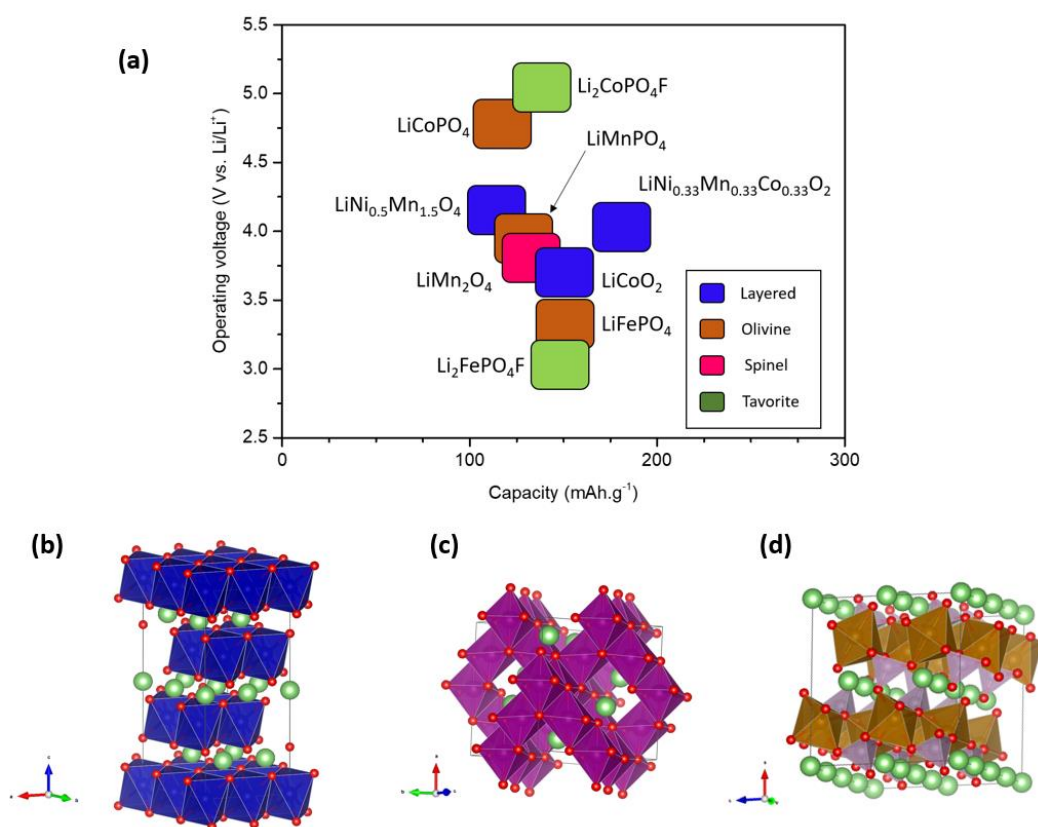 (a)
Operating voltage (V vs. Li/Li⁺)
5.5
5.0
4.5
4.0
3.5
3.0
2.5
Li₂CoPO₄F
LiCoPO₄
LiMnPO₄
LiNi₀.₃₃Mn₀.₃₃Co₀.₃₃O₂
LiNi₀.₅Mn₁.₅O₄
LiMn₂O₄
LiCoO₂
LiFePO₄
Li₂FePO₄F
Layered
Olivine
Spinel
Tavorite
0
100
200
300
Capacity (mAh.g⁻¹)
(b)
(c)
(d)